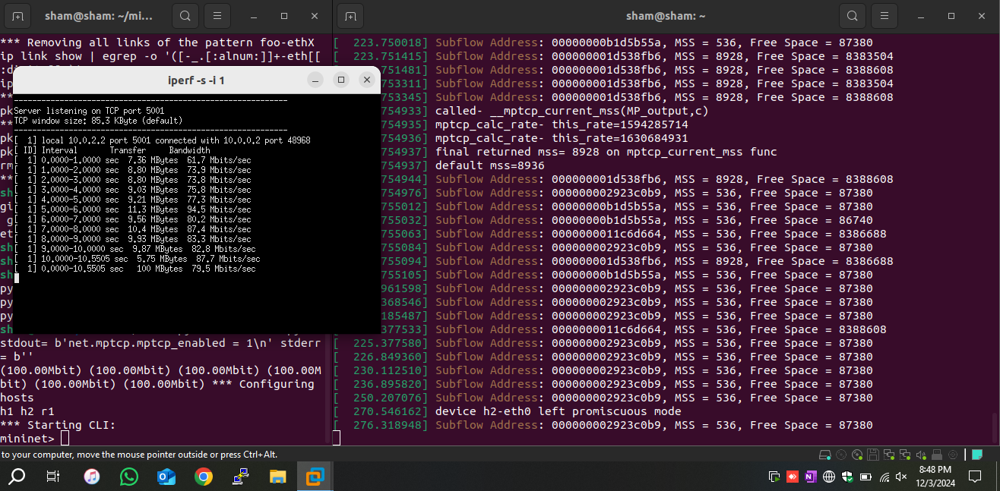 sham@sham: ~/mi...
*** Removing all links of the pattern foo-ethX
ip link show | egrep -o '([-_.[:alnum:]]+-eth[[
iperf -s -i 1
------------------------------------------------------------
Server listening on TCP port 5001
TCP window size: 85.3 KByte (default)
------------------------------------------------------------
[  1] local 10.0.2.2 port 5001 connected with 10.0.0.2 port 48968
[ ID] Interval       Transfer     Bandwidth
[  1] 0.0000-1.0000 sec  7.36 MBytes  61.7 Mbits/sec
[  1] 1.0000-2.0000 sec  8.80 MBytes  73.9 Mbits/sec
[  1] 2.0000-3.0000 sec  8.80 MBytes  73.8 Mbits/sec
[  1] 3.0000-4.0000 sec  9.03 MBytes  75.8 Mbits/sec
[  1] 4.0000-5.0000 sec  9.21 MBytes  77.3 Mbits/sec
[  1] 5.0000-6.0000 sec  11.3 MBytes  94.5 Mbits/sec
[  1] 6.0000-7.0000 sec  9.56 MBytes  80.2 Mbits/sec
[  1] 7.0000-8.0000 sec  10.4 MBytes  87.4 Mbits/sec
[  1] 8.0000-9.0000 sec  9.93 MBytes  83.3 Mbits/sec
[  1] 9.0000-10.0000 sec  9.87 MBytes  82.8 Mbits/sec
[  1] 10.0000-10.5505 sec  5.75 MBytes  87.7 Mbits/sec
[  1] 0.0000-10.5505 sec   100 MBytes  79.5 Mbits/sec
ip
**
pk
**
pk
pk
rm
**
sh
gi
g
et
sh
sh
sh
py
py
py
sh
stdout= b'net.mptcp.mptcp_enabled = 1\n' stderr
= b''
(100.00Mbit) (100.00Mbit) (100.00Mbit) (100.00M
bit) (100.00Mbit) (100.00Mbit) *** Configuring
hosts
h1 h2 r1
*** Starting CLI:
mininet>
sham@sham: ~
[  223.750018] Subflow Address: 00000000b1d5b55a, MSS = 536, Free Space = 87380
[  223.751415] Subflow Address: 000000001d538fb6, MSS = 8928, Free Space = 8383504
751481] Subflow Address: 000000001d538fb6, MSS = 8928, Free Space = 8388608
753311] Subflow Address: 000000001d538fb6, MSS = 8928, Free Space = 8383504
753345] Subflow Address: 000000001d538fb6, MSS = 8928, Free Space = 8388608
754933] called- __mptcp_current_mss(MP_output,c)
754935] mptcp_calc_rate- this_rate=1594285714
754936] mptcp_calc_rate- this_rate=1630684931
754937] final returned mss= 8928 on mptcp_current_mss func
754937] default mss=8936
754944] Subflow Address: 000000001d538fb6, MSS = 8928, Free Space = 8388608
754976] Subflow Address: 000000002923c0b9, MSS = 536, Free Space = 87380
755012] Subflow Address: 00000000b1d5b55a, MSS = 536, Free Space = 87380
755032] Subflow Address: 00000000b1d5b55a, MSS = 536, Free Space = 86740
755063] Subflow Address: 0000000011c6d664, MSS = 536, Free Space = 8386688
755084] Subflow Address: 000000002923c0b9, MSS = 536, Free Space = 87380
755094] Subflow Address: 000000001d538fb6, MSS = 8928, Free Space = 8386688
755105] Subflow Address: 00000000b1d5b55a, MSS = 536, Free Space = 87380
961598] Subflow Address: 000000002923c0b9, MSS = 536, Free Space = 87380
368546] Subflow Address: 000000002923c0b9, MSS = 536, Free Space = 87380
185487] Subflow Address: 000000002923c0b9, MSS = 536, Free Space = 87380
377533] Subflow Address: 0000000011c6d664, MSS = 536, Free Space = 8388608
[  225.377580] Subflow Address: 000000002923c0b9, MSS = 536, Free Space = 87380
[  226.849360] Subflow Address: 000000002923c0b9, MSS = 536, Free Space = 87380
[  230.112510] Subflow Address: 000000002923c0b9, MSS = 536, Free Space = 87380
[  236.895820] Subflow Address: 000000002923c0b9, MSS = 536, Free Space = 87380
[  250.207076] Subflow Address: 000000002923c0b9, MSS = 536, Free Space = 87380
[  270.546162] device h2-eth0 left promiscuous mode
[  276.318948] Subflow Address: 000000002923c0b9, MSS = 536, Free Space = 87380
to your computer, move the mouse pointer outside or press Ctrl+Alt.
8:48 PM
12/3/2024